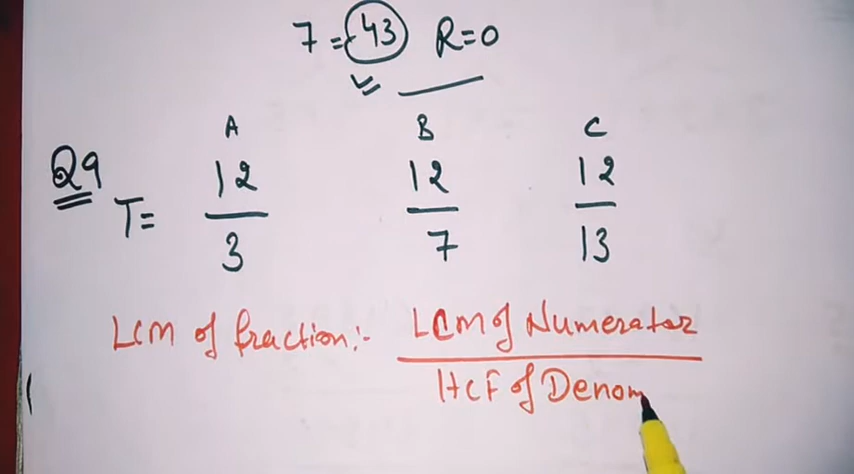 7 = 43 R=0
A B C
Q9 T= 12/3 12/7 12/13
LCM of fraction:- LCM of Numerator
HCF of Denom